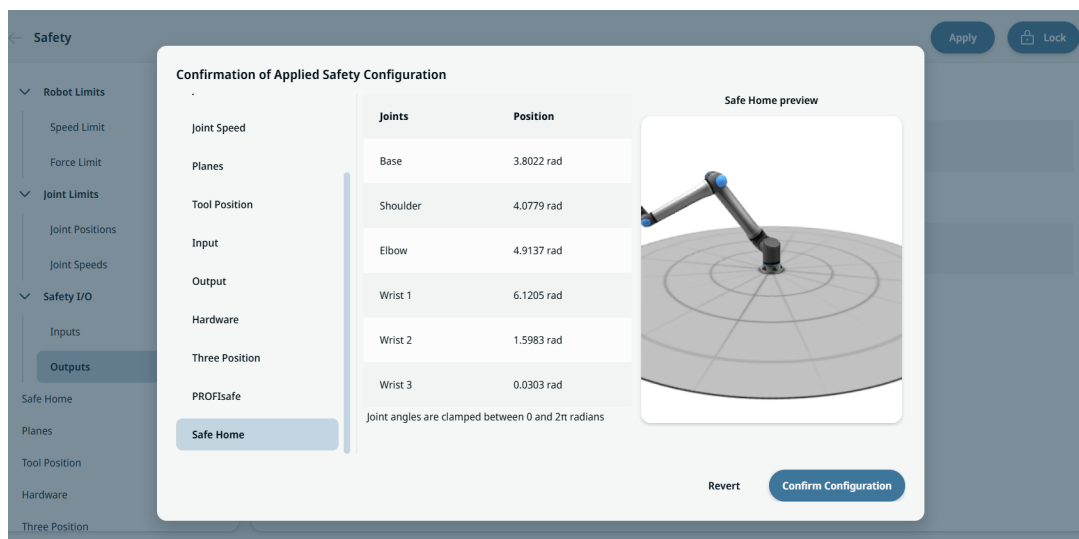 Safety
Apply
Lock
Robot Limits
Speed Limit
Force Limit
Joint Limits
Joint Positions
Joint Speeds
Safety I/O
Inputs
Outputs
Safe Home
Planes
Tool Position
Hardware
Three Position
Confirmation of Applied Safety Configuration
Joint Speed
Planes
Tool Position
Input
Output
Hardware
Three Position
PROFIsafe
Safe Home
Joints Position
Base 3.8022 rad
Shoulder 4.0779 rad
Elbow 4.9137 rad
Wrist 1 6.1205 rad
Wrist 2 1.5983 rad
Wrist 3 0.0303 rad
Joint angles are clamped between 0 and 2π radians
Safe Home preview
Revert
Confirm Configuration